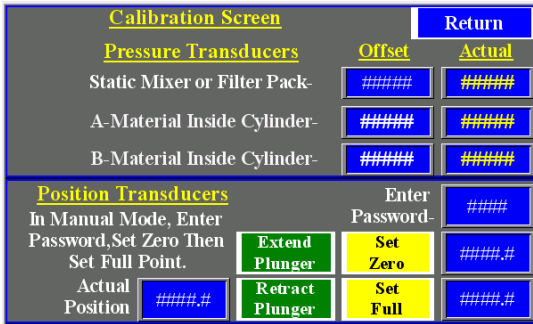 Calibration Screen
Return
Pressure Transducers
Offset
Actual
Static Mixer or Filter Pack-
#####
#####
A-Material Inside Cylinder-
#####
#####
B-Material Inside Cylinder-
#####
#####
Position Transducers
In Manual Mode, Enter
Password,Set Zero Then
Set Full Point.
Enter
Password-
####
Extend
Plunger
Set
Zero
####.#
Actual
Position
####.#
Retract
Plunger
Set
Full
####.#